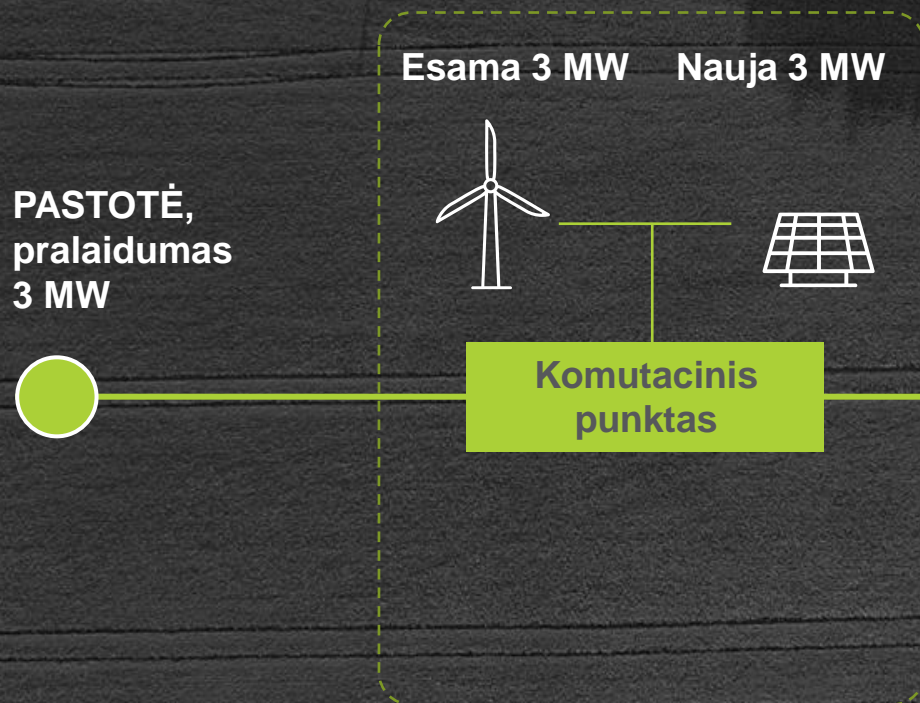 Esama 3 MW Nauja 3 MW
PASTOTĖ,
pralaidumas
3 MW
Komutacinis
punktas